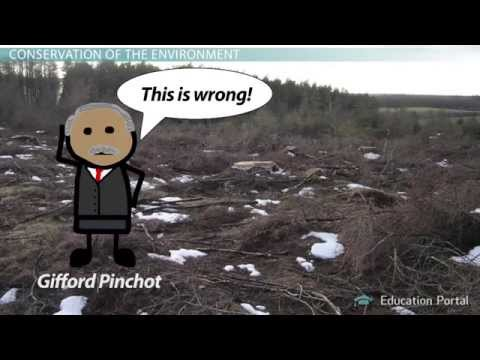 CONSERVATION OF THE ENVIRONMENT
This is wrong!
Gifford Pinchot
Education Portal